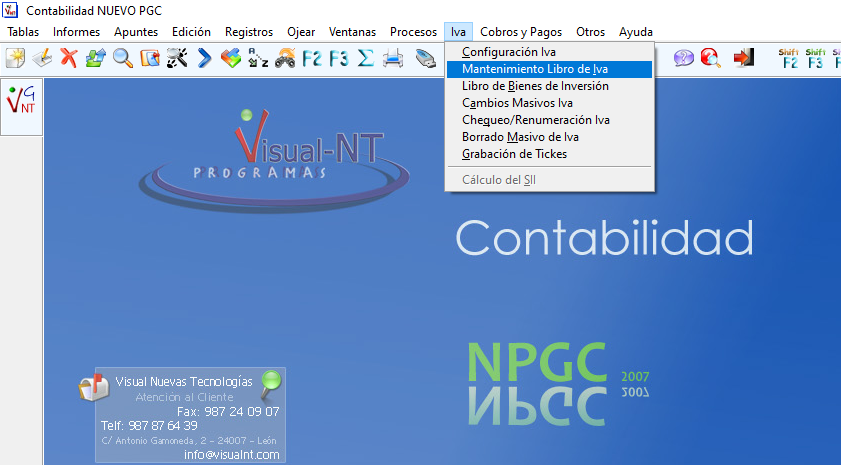 Contabilidad NUEVO PGC
Tablas Informes Apuntes Edición Registros Ojear Ventanas Procesos Iva Cobros y Pagos Otros Ayuda
F2 F3 Σ Shift F2 Shift F3 Shift
VG NT
Configuración Iva
Mantenimiento Libro de Iva
Libro de Bienes de Inversión
Cambios Masivos Iva
Chequeo/Renumeración Iva
Borrado Masivo de Iva
Grabación de Tickes
Cálculo del SII
Visual-NT
PROGRAMAS
Contabilidad
NPGC 2007
Visual Nuevas Tecnologías
Atención al Cliente
Fax: 987 24 09 07
Telf: 987 87 64 39
C/ Antonio Gamoneda, 2 - 24007 - León
info@visualnt.com